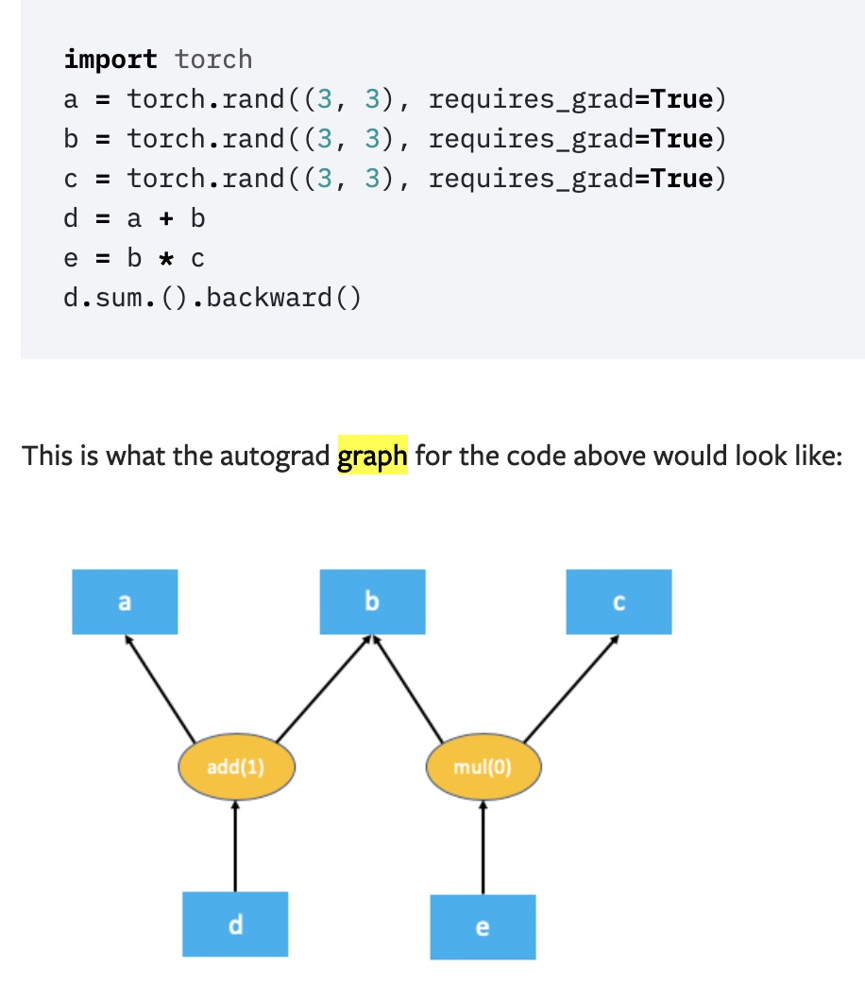 import torch
a = torch.rand((3, 3), requires_grad=True)
b = torch.rand((3, 3), requires_grad=True)
c = torch.rand((3, 3), requires_grad=True)
d = a + b
e = b * c
d.sum.().backward()
This is what the autograd graph for the code above would look like:
a b c
add(1) mul(0)
d e